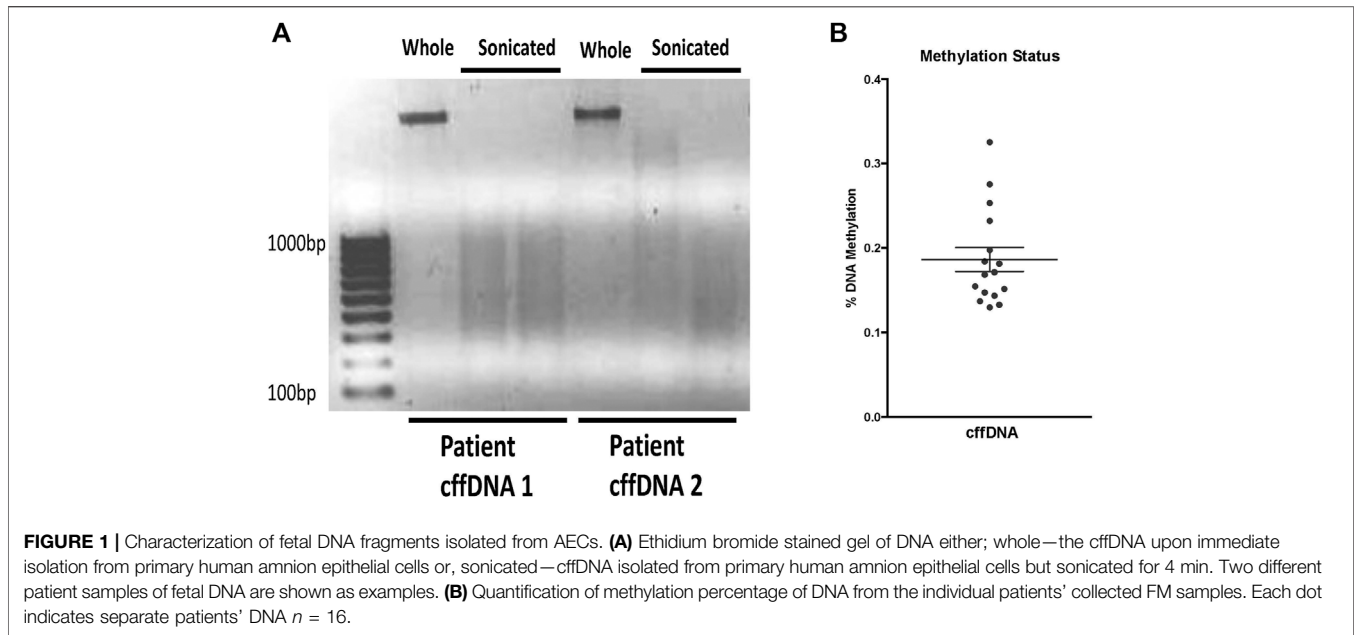 A
Whole Sonicated Whole Sonicated
1000bp
100bp
Patient
cffDNA 1
Patient
cffDNA 2
B
Methylation Status
% DNA Methylation
0.4
0.3
0.2
0.1
0.0
cffDNA
FIGURE 1 | Characterization of fetal DNA fragments isolated from AECs. (A) Ethidium bromide stained gel of DNA either; whole—the cffDNA upon immediate
isolation from primary human amnion epithelial cells or, sonicated—cffDNA isolated from primary human amnion epithelial cells but sonicated for 4 min. Two different
patient samples of fetal DNA are shown as examples. (B) Quantification of methylation percentage of DNA from the individual patients' collected FM samples. Each dot
indicates separate patients' DNA n = 16.